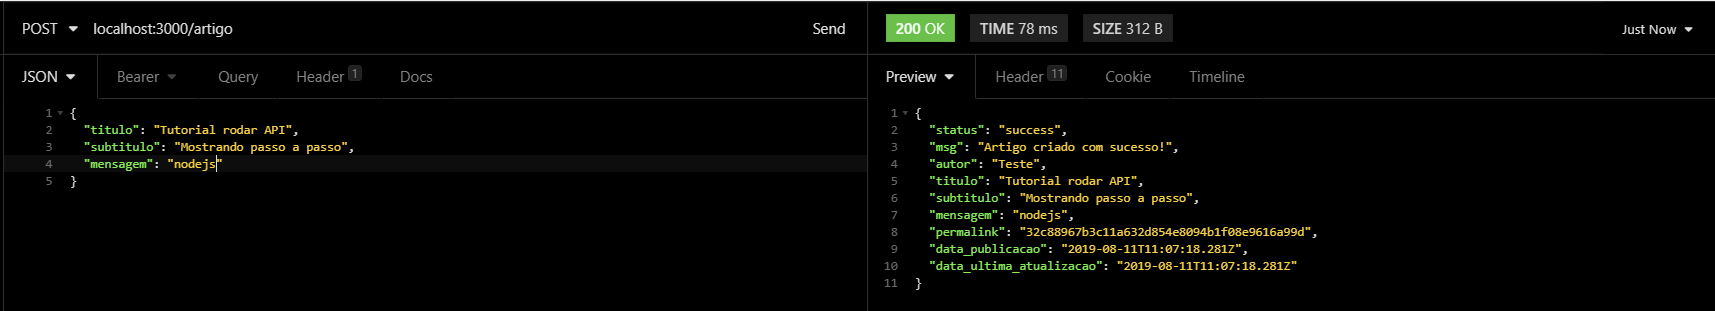 POST localhost:3000/artigo Send
JSON Bearer Query Header 1 Docs
1 {
2 "titulo": "Tutorial rodar API",
3 "subtitulo": "Mostrando passo a passo",
4 "mensagem": "nodejs"
5 }
200 OK TIME 78 ms SIZE 312 B Just Now
Preview Header 11 Cookie Timeline
1 {
2 "status": "success",
3 "msg": "Artigo criado com sucesso!",
4 "autor": "Teste",
5 "titulo": "Tutorial rodar API",
6 "subtitulo": "Mostrando passo a passo",
7 "mensagem": "nodejs",
8 "permalink": "32c88967b3c11a632d854e8094b1f08e9616a99d",
9 "data_publicacao": "2019-08-11T11:07:18.281Z",
10 "data_ultima_atualizacao": "2019-08-11T11:07:18.281Z"
11 }